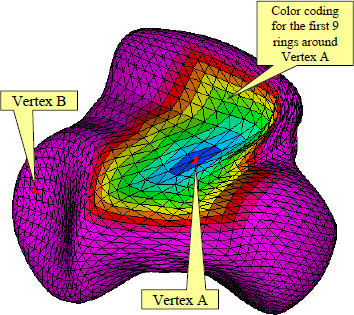 Color coding
for the first 9
rings around
Vertex A
Vertex B
Vertex A